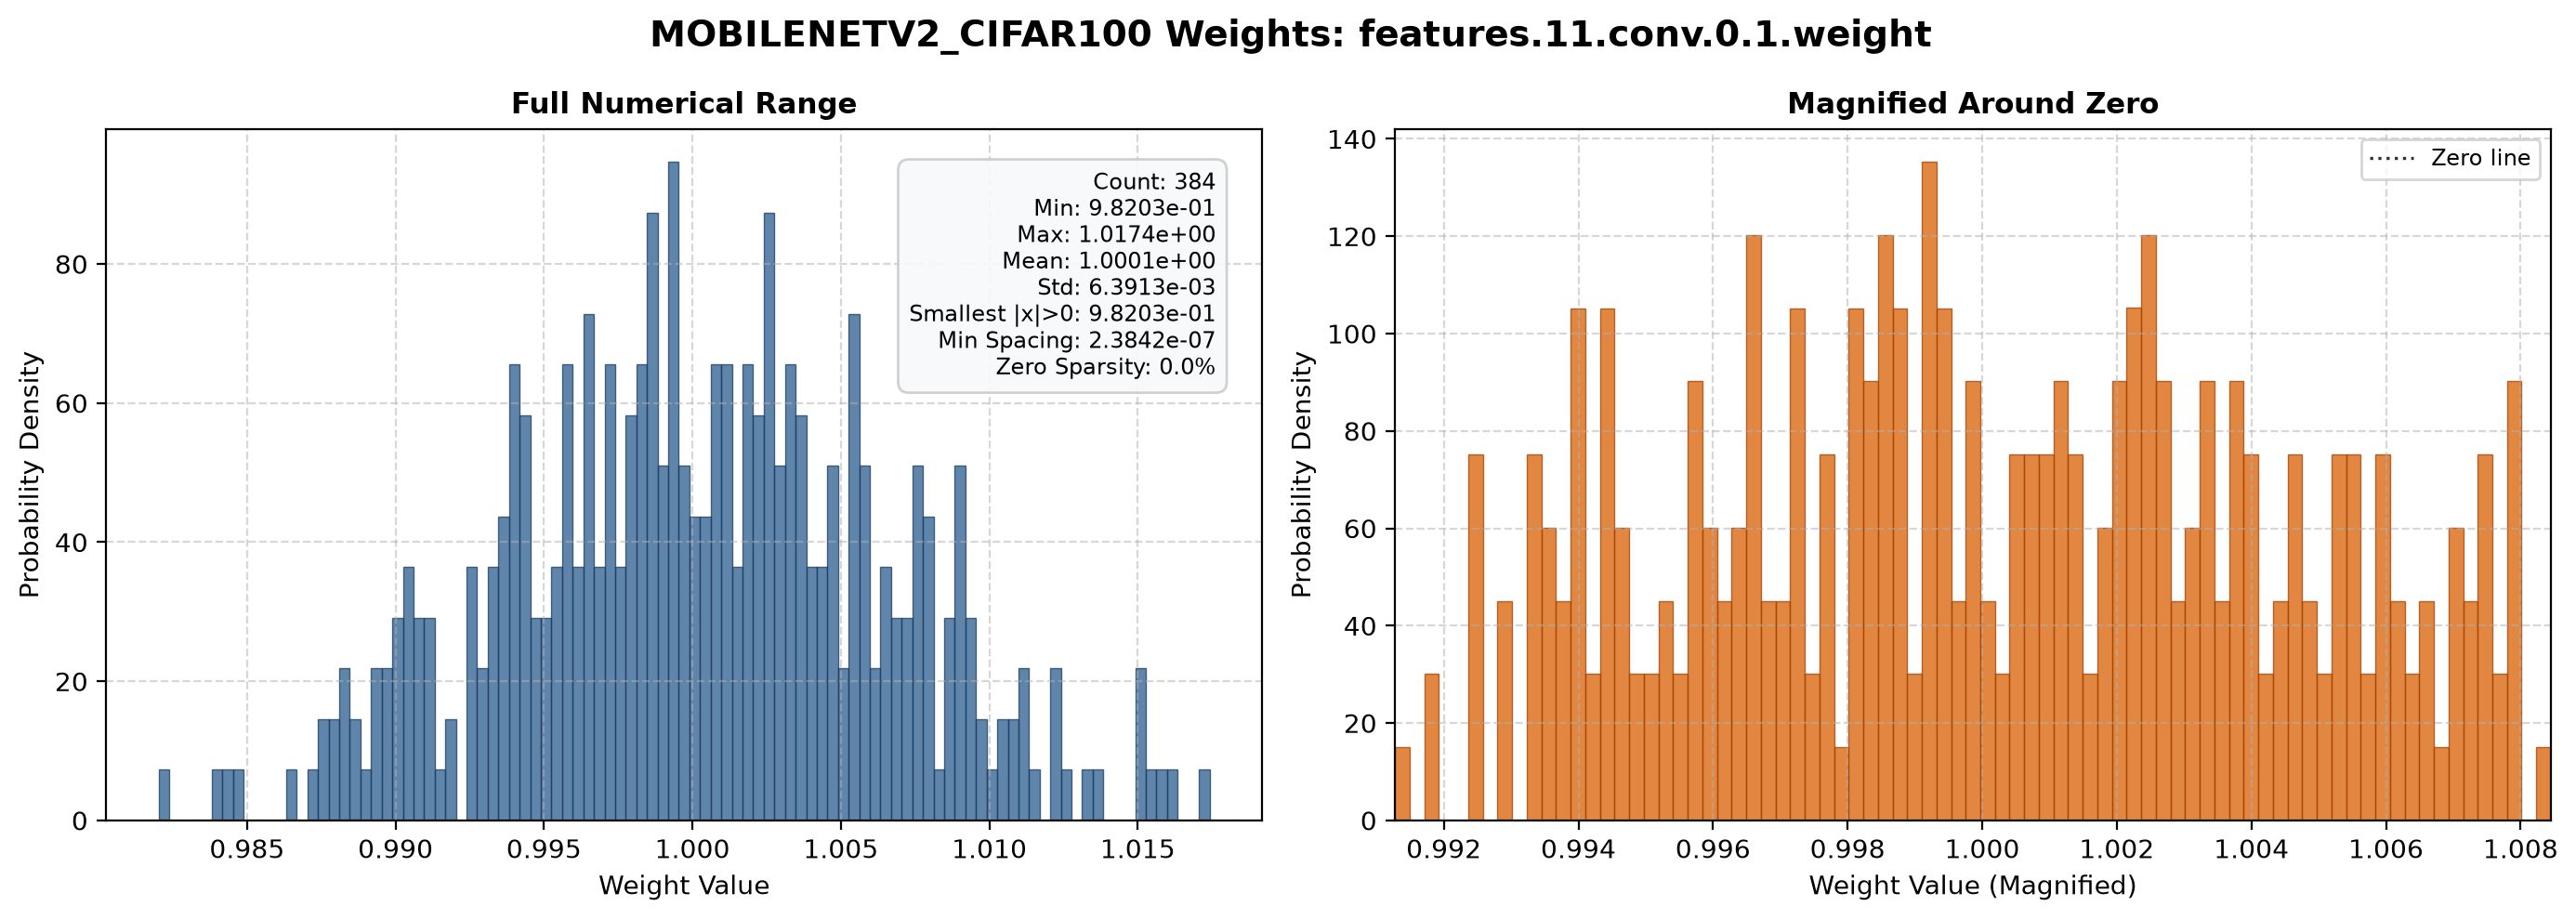 MOBILENETV2_CIFAR100 Weights: features.11.conv.0.1.weight
Full Numerical Range
Probability Density
80
60
40
20
0
Count: 384
Min: 9.8203e-01
Max: 1.0174e+00
Mean: 1.0001e+00
Std: 6.3913e-03
Smallest |x|>0: 9.8203e-01
Min Spacing: 2.3842e-07
Zero Sparsity: 0.0%
0.985 0.990 0.995 1.000 1.005 1.010 1.015
Weight Value
Magnified Around Zero
Probability Density
140
120
100
80
60
40
20
0
Zero line
0.992 0.994 0.996 0.998 1.000 1.002 1.004 1.006 1.008
Weight Value (Magnified)